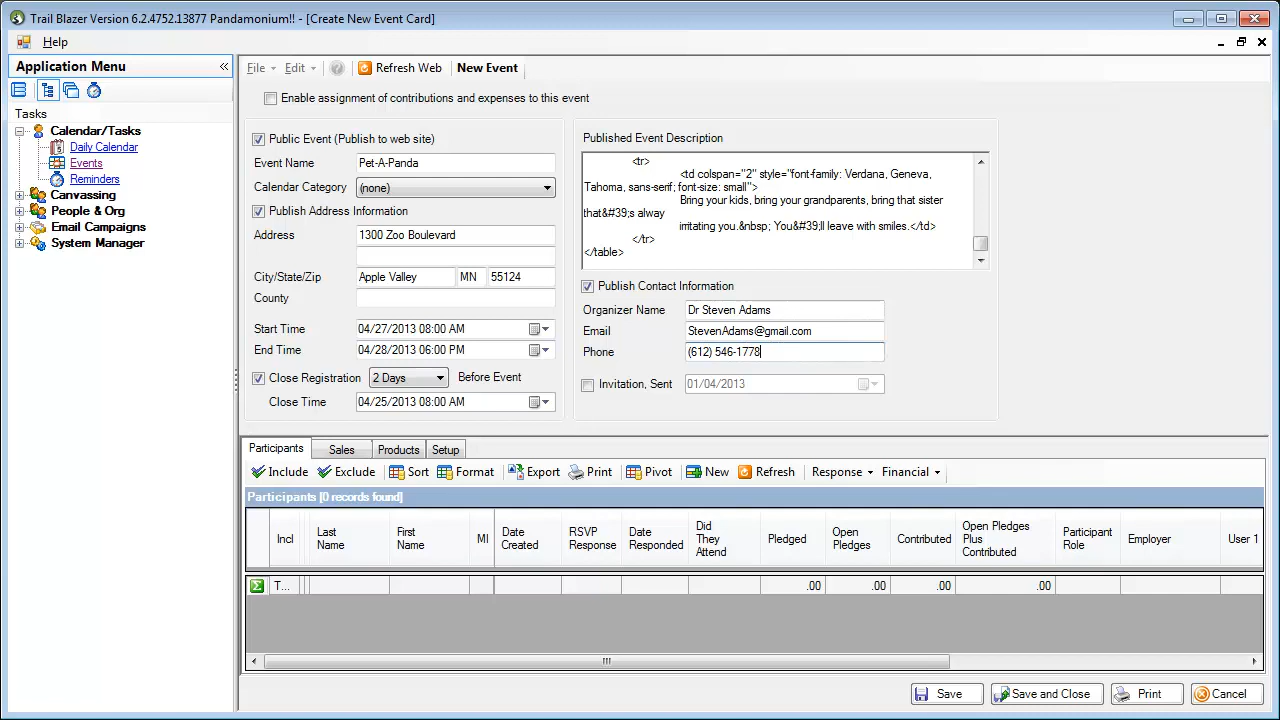 Trail Blazer Version 6.2.4752.13877 Pandamonium!! - [Create New Event Card]
Help
Application Menu
File Edit Refresh Web New Event
Enable assignment of contributions and expenses to this event
Tasks
Calendar/Tasks
Daily Calendar
Events
Reminders
Canvassing
People & Org
Email Campaigns
System Manager
Public Event (Publish to web site)
Event Name Pet-A-Panda
Calendar Category (none)
Publish Address Information
Address 1300 Zoo Boulevard
City/State/Zip Apple Valley MN 55124
County
Start Time 04/27/2013 08:00 AM
End Time 04/28/2013 06:00 PM
Close Registration 2 Days Before Event
Close Time 04/25/2013 08:00 AM
Published Event Description
<tr>
<td colspan="2" style="font-family: Verdana, Geneva,
Tahoma, sans-serif; font-size: small">
Bring your kids, bring your grandparents, bring that sister
that&#39;s alway
irritating you.&nbsp; You&#39;ll leave with smiles.</td>
</tr>
</table>
Publish Contact Information
Organizer Name Dr Steven Adams
Email StevenAdams@gmail.com
Phone (612) 546-1778
Invitation, Sent 01/04/2013
Participants Sales Products Setup
Include Exclude Sort Format Export Print Pivot New Refresh Response Financial
Participants [0 records found]
Incl Last Name First Name MI Date Created RSVP Response Date Responded Did They Attend Pledged Open Pledges Contributed Open Pledges Plus Contributed Participant Role Employer User 1
Σ T... .00 .00 .00 .00
Save Save and Close Print Cancel